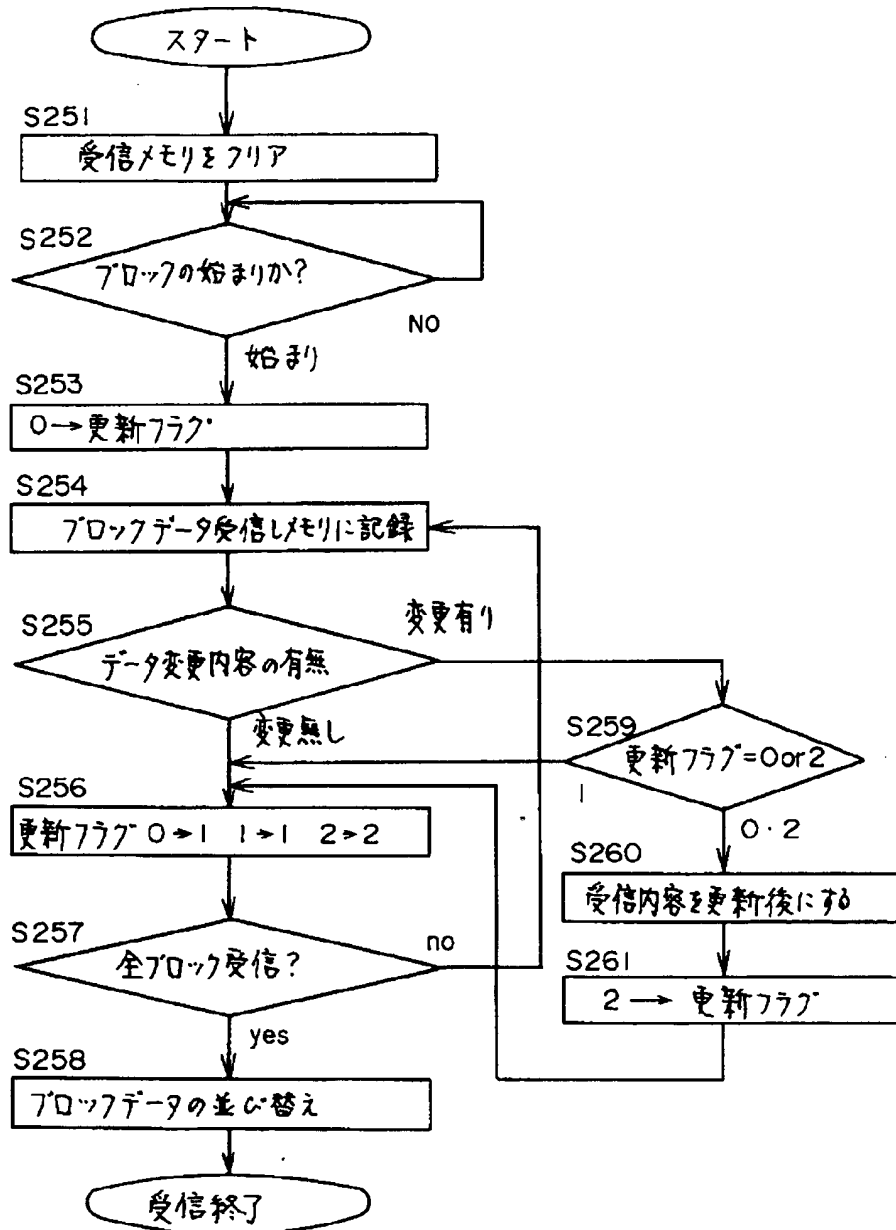 スタート
S251
受信メモリをクリア
S252
ブロックの始まりか?
NO
始まり
S253
0→更新フラグ
S254
ブロックデータ受信しメモリに記録
S255
データ変更内容の有無
変更有り
変更無し
S259
更新フラグ=0or2
1
0・2
S256
更新フラグ 0→1 1→1 2→2
S260
受信内容を更新後にする
S257
全ブロック受信?
no
yes
S261
2→更新フラグ
S258
ブロックデータの並び替え
受信終了